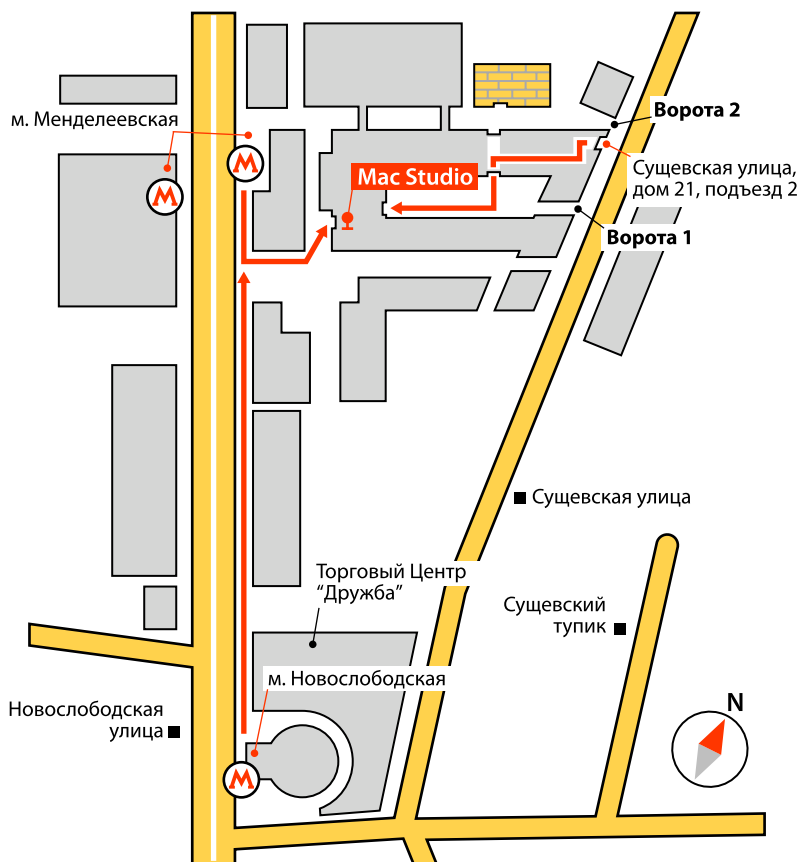 м. Менделеевская
Ворота 2
Mac Studio
Сущевская улица,
дом 21, подъезд 2
Ворота 1
Сущевская улица
Торговый Центр
“Дружба”
Сущевский
тупик
м. Новослободская
Новослободская
улица
N